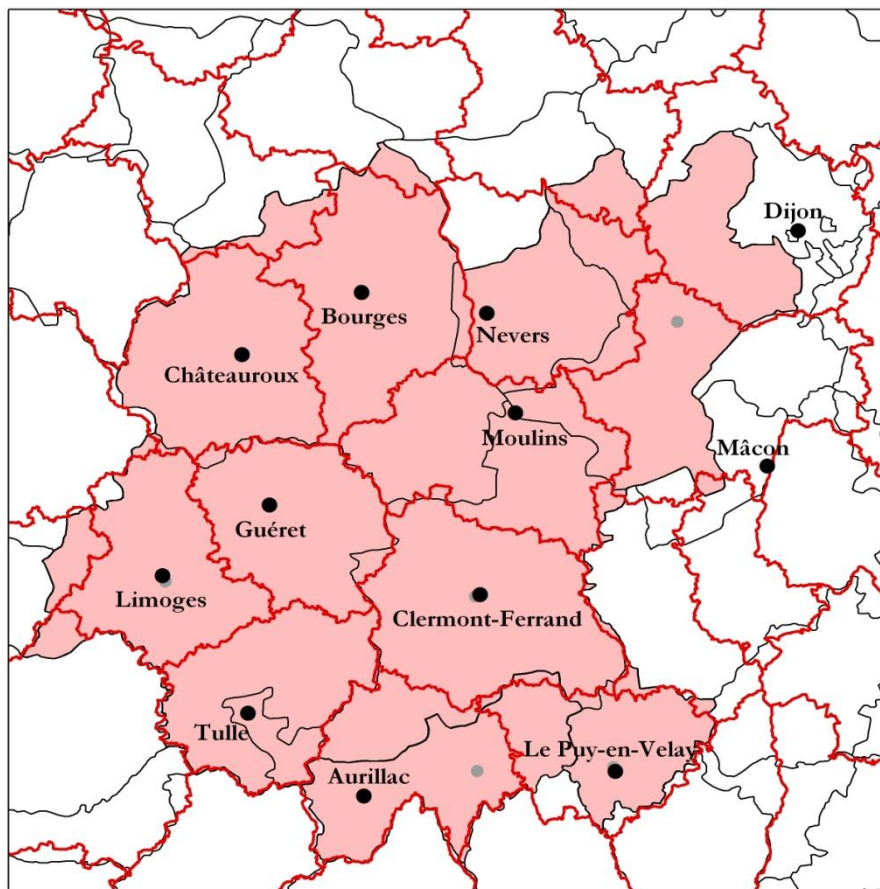 Dijon
Bourges
Nevers
Châteauroux
Moulins
Mâcon
Guéret
Limoges
Clermont-Ferrand
Tulle
Le Puy-en-Velay
Aurillac